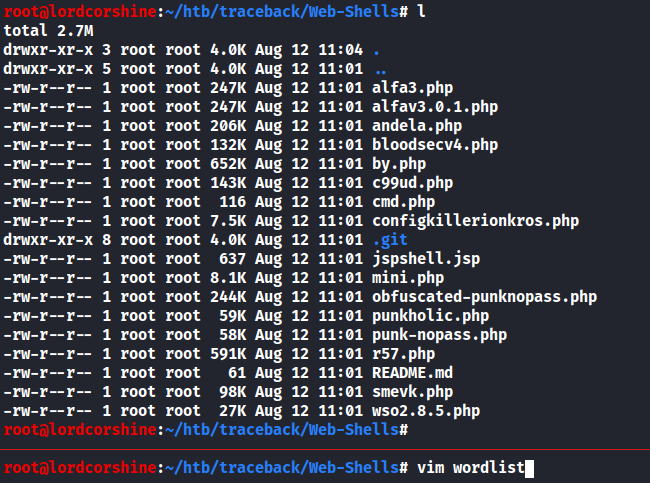 root@lordcorshine:~/htb/traceback/Web-Shells# l
total 2.7M
drwxr-xr-x 3 root root 4.0K Aug 12 11:04 .
drwxr-xr-x 5 root root 4.0K Aug 12 11:01 ..
-rw-r--r-- 1 root root 247K Aug 12 11:01 alfa3.php
-rw-r--r-- 1 root root 247K Aug 12 11:01 alfav3.0.1.php
-rw-r--r-- 1 root root 206K Aug 12 11:01 andela.php
-rw-r--r-- 1 root root 132K Aug 12 11:01 bloodsecv4.php
-rw-r--r-- 1 root root 652K Aug 12 11:01 by.php
-rw-r--r-- 1 root root 143K Aug 12 11:01 c99ud.php
-rw-r--r-- 1 root root  116 Aug 12 11:01 cmd.php
-rw-r--r-- 1 root root 7.5K Aug 12 11:01 configkillerionkros.php
drwxr-xr-x 8 root root 4.0K Aug 12 11:01 .git
-rw-r--r-- 1 root root  637 Aug 12 11:01 jspshell.jsp
-rw-r--r-- 1 root root 8.1K Aug 12 11:01 mini.php
-rw-r--r-- 1 root root 244K Aug 12 11:01 obfuscated-punknopass.php
-rw-r--r-- 1 root root  59K Aug 12 11:01 punkholic.php
-rw-r--r-- 1 root root  58K Aug 12 11:01 punk-nopass.php
-rw-r--r-- 1 root root 591K Aug 12 11:01 r57.php
-rw-r--r-- 1 root root   61 Aug 12 11:01 README.md
-rw-r--r-- 1 root root  98K Aug 12 11:01 smevk.php
-rw-r--r-- 1 root root  27K Aug 12 11:01 wso2.8.5.php
root@lordcorshine:~/htb/traceback/Web-Shells#
root@lordcorshine:~/htb/traceback/Web-Shells# vim wordlist